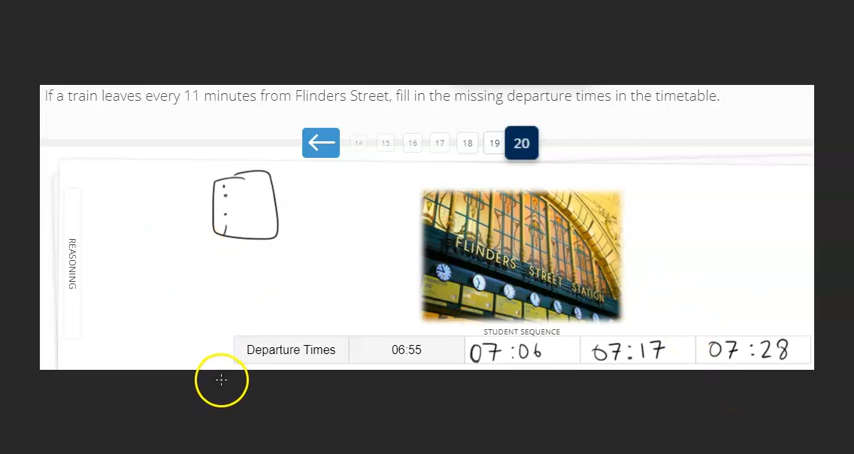 If a train leaves every 11 minutes from Flinders Street, fill in the missing departure times in the timetable.
14 15 16 17 18 19 20
REASONING
FLINDERS STREET STATION
STUDENT SEQUENCE
Departure Times 06:55 07:06 07:17 07:28